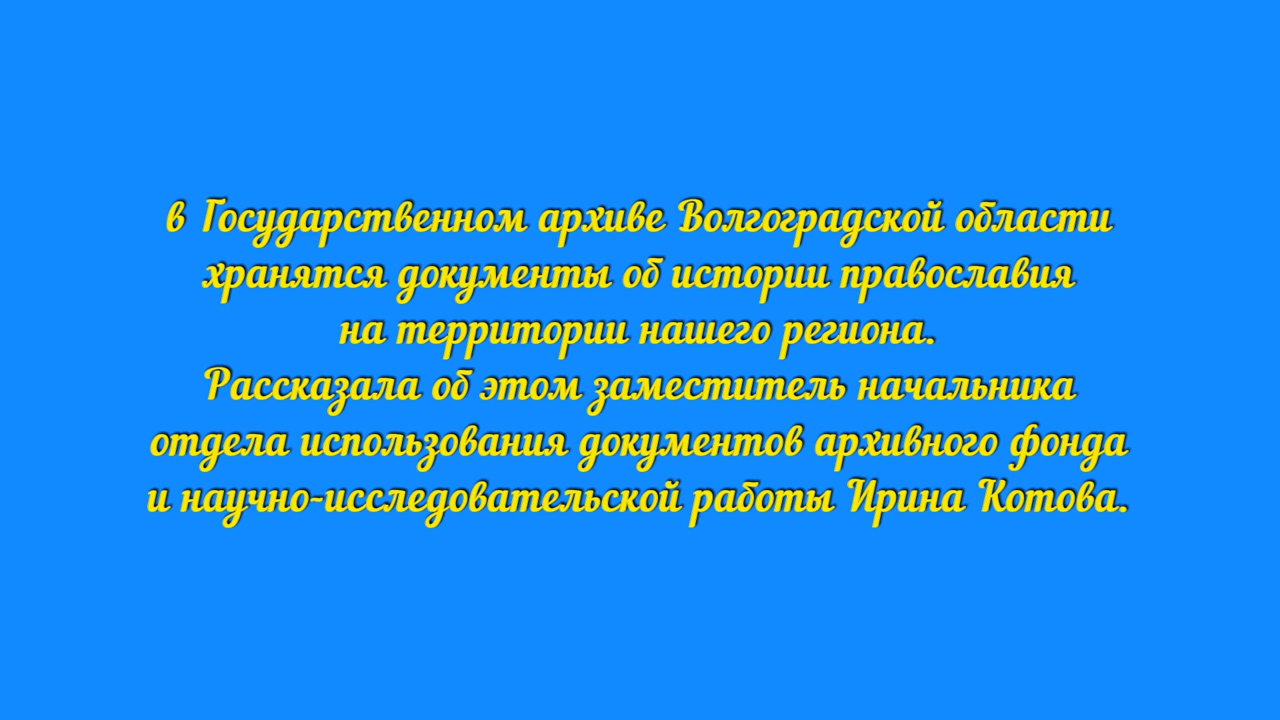 в Государственном архиве Волгоградской области
хранятся документы об истории православия
на территории нашего региона.
Рассказала об этом заместитель начальника
отдела использования документов архивного фонда
и научно-исследовательской работы Ирина Котова.